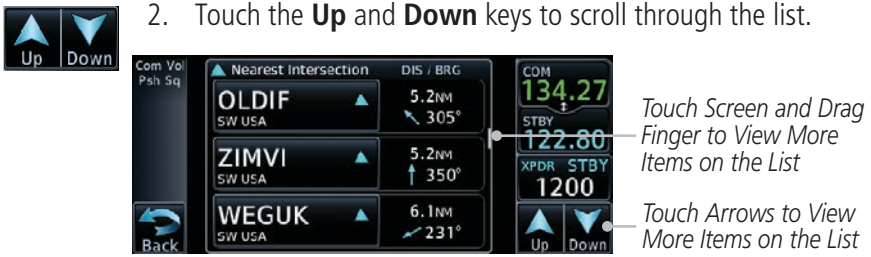 2. Touch the Up and Down keys to scroll through the list.
Up Down
Com Vol
Psh Sq
Nearest Intersection DIS / BRG
OLDIF
SW USA
5.2NM
305°
ZIMVI
SW USA
5.2NM
350°
WEGUK
SW USA
6.1NM
231°
Back
COM
134.27
STBY
122.80
XPDR STBY
1200
Up Down
Touch Screen and Drag
Finger to View More
Items on the List
Touch Arrows to View
More Items on the List